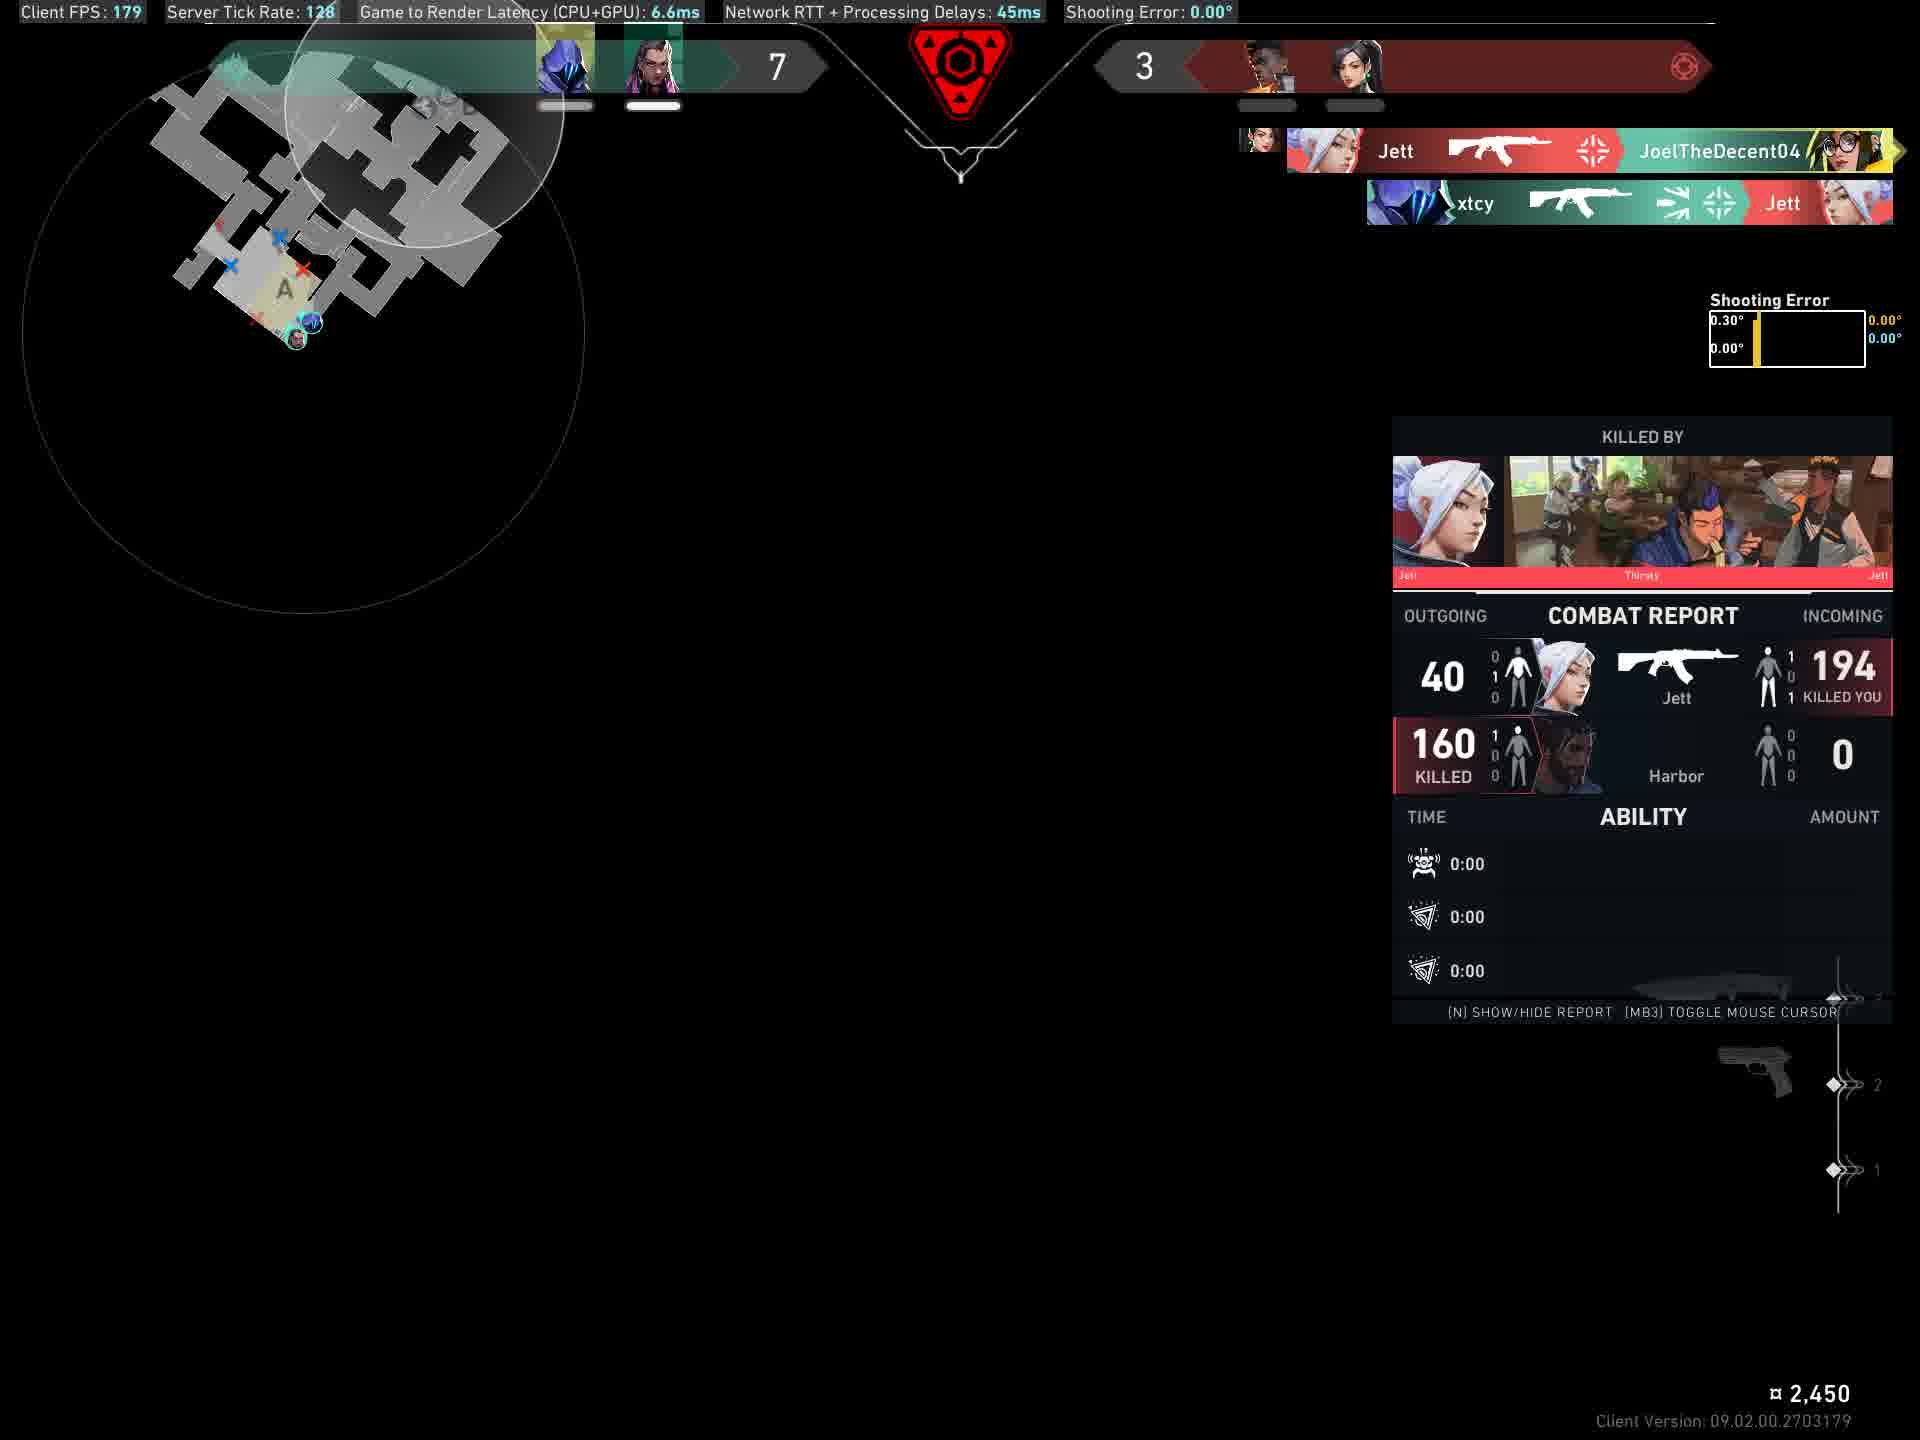 Client FPS: 179 Server Tick Rate: 128 Game to Render Latency (CPU+GPU): 6.6ms Network RTT + Processing Delays: 45ms Shooting Error: 0.00°
7 3
Jett JoelTheDecent04
xtcy Jett
A
Shooting Error
0.30° 0.00°
0.00° 0.00°
KILLED BY
Jett Thirsty Jett
OUTGOING COMBAT REPORT INCOMING
40 0 1 0 Jett 1 0 1 194 KILLED YOU
160 KILLED 1 0 0 Harbor 0 0 0 0
TIME ABILITY AMOUNT
0:00
0:00
0:00
[N] SHOW/HIDE REPORT [MB3] TOGGLE MOUSE CURSOR
2
1
¤ 2,450
Client Version: 09.02.00.2703179